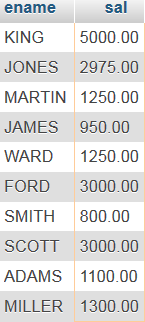 ename sal
KING 5000.00
JONES 2975.00
MARTIN 1250.00
JAMES 950.00
WARD 1250.00
FORD 3000.00
SMITH 800.00
SCOTT 3000.00
ADAMS 1100.00
MILLER 1300.00